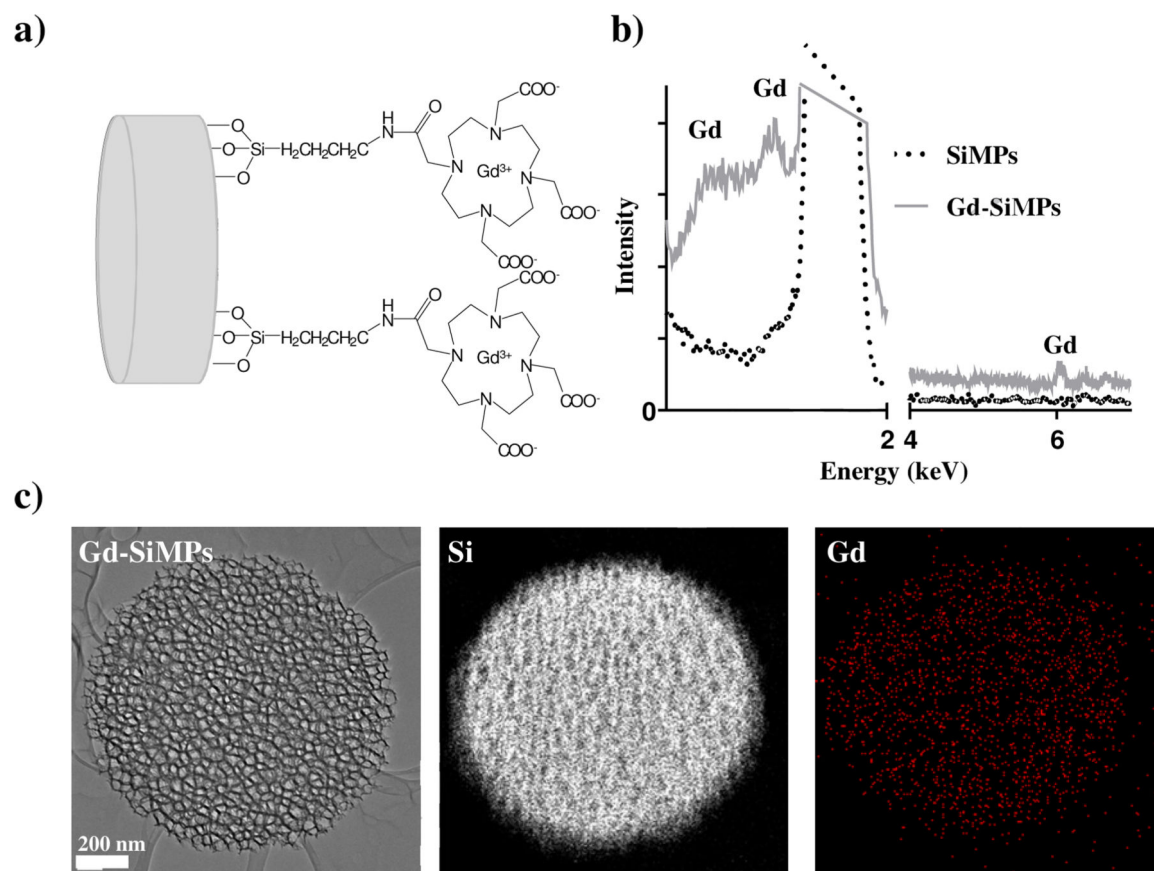 a)
COO-
O
H
N
O
O
Si
H₂CH₂CH₂C
O
N
N
Gd³⁺
N
N
COO-
COO-
COO-
O
H
N
O
O
Si
H₂CH₂CH₂C
O
N
N
Gd³⁺
N
N
COO-
COO-
b)
Gd
Gd
SiMPs
Gd-SiMPs
Intensity
Gd
0
2
4
6
Energy (keV)
c)
Gd-SiMPs
Si
Gd
200 nm